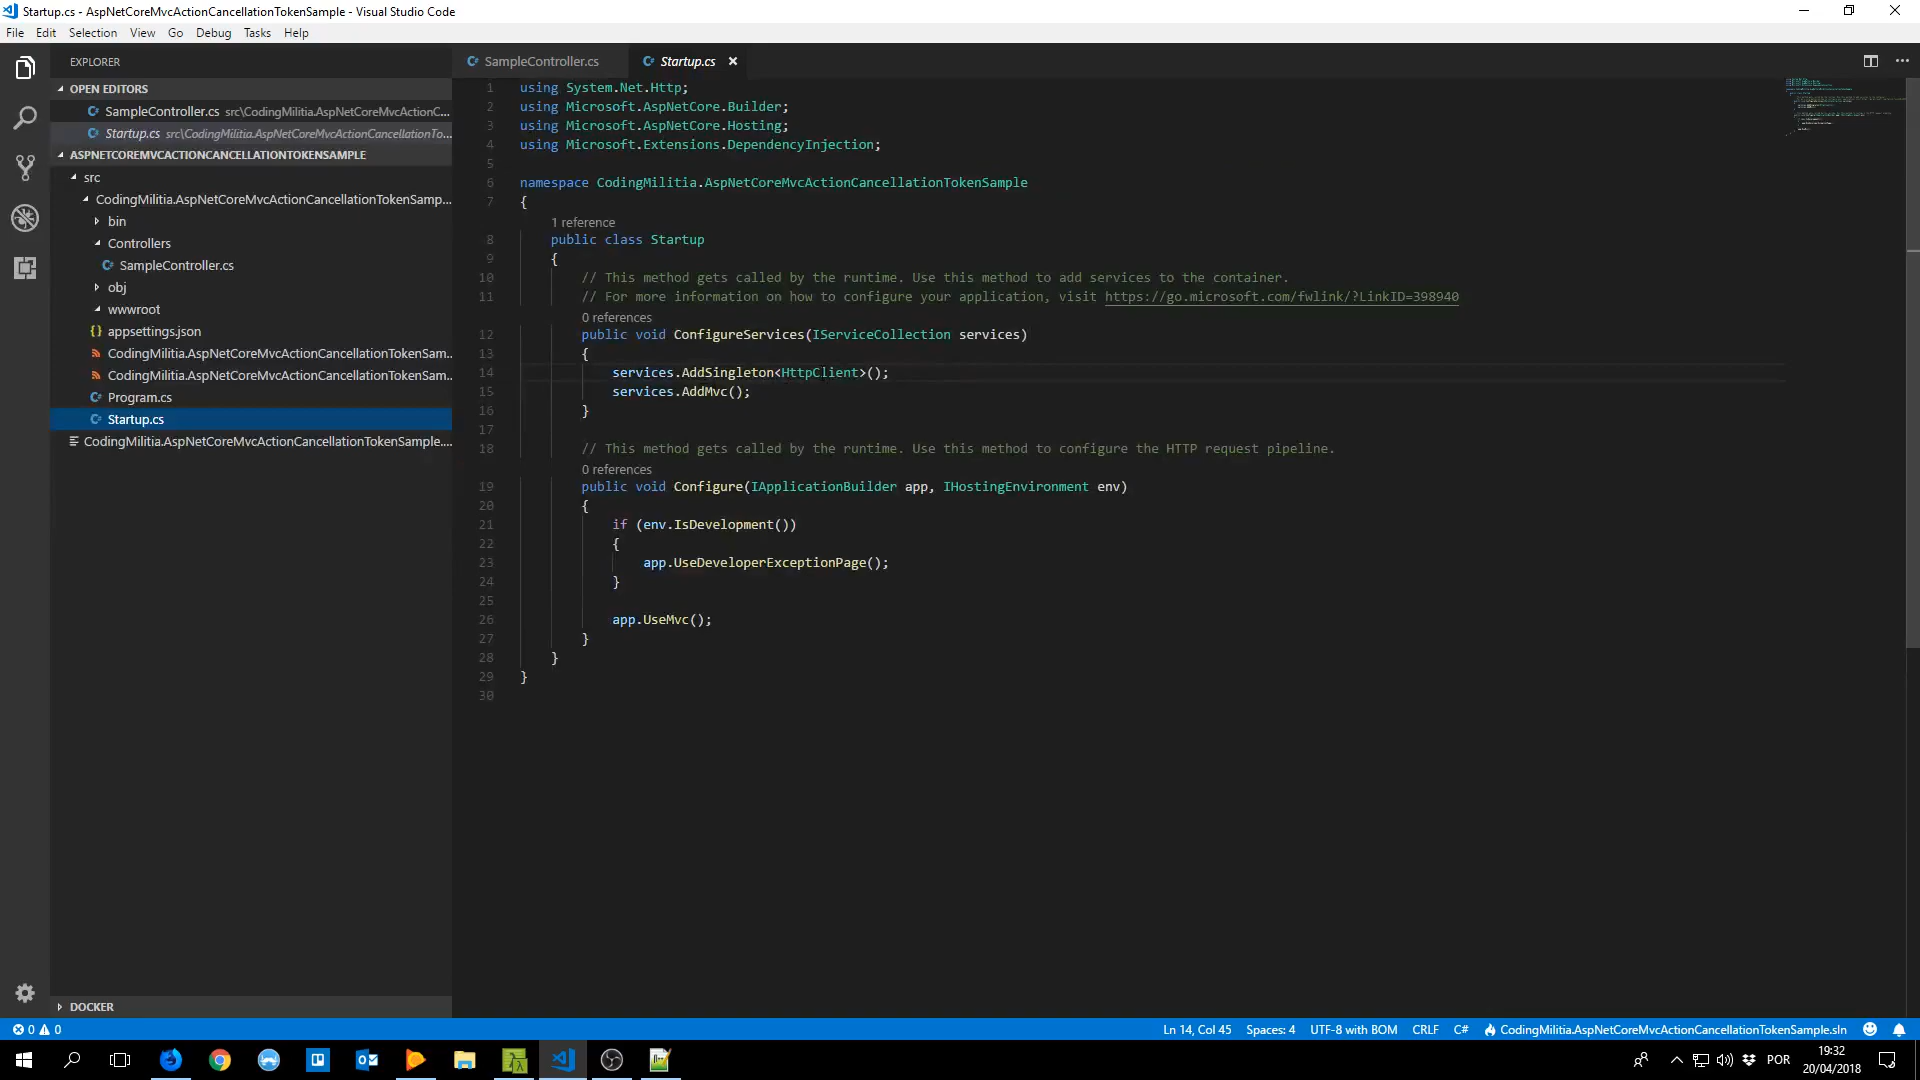 Startup.cs - AspNetCoreMvcActionCancellationTokenSample - Visual Studio Code
File Edit Selection View Go Debug Tasks Help
EXPLORER
OPEN EDITORS
SampleController.cs src\CodingMilitia.AspNetCoreMvcActionC...
Startup.cs src\CodingMilitia.AspNetCoreMvcActionCancellationTo...
ASPNETCOREMVCACTIONCANCELLATIONTOKENSAMPLE
src
CodingMilitia.AspNetCoreMvcActionCancellationTokenSamp...
bin
Controllers
SampleController.cs
obj
wwwroot
appsettings.json
CodingMilitia.AspNetCoreMvcActionCancellationTokenSam...
CodingMilitia.AspNetCoreMvcActionCancellationTokenSam...
Program.cs
Startup.cs
CodingMilitia.AspNetCoreMvcActionCancellationTokenSample....
DOCKER
SampleController.cs Startup.cs
1 using System.Net.Http;
2 using Microsoft.AspNetCore.Builder;
3 using Microsoft.AspNetCore.Hosting;
4 using Microsoft.Extensions.DependencyInjection;
5
6 namespace CodingMilitia.AspNetCoreMvcActionCancellationTokenSample
7 {
1 reference
8 public class Startup
9 {
10 // This method gets called by the runtime. Use this method to add services to the container.
11 // For more information on how to configure your application, visit https://go.microsoft.com/fwlink/?LinkID=398940
0 references
12 public void ConfigureServices(IServiceCollection services)
13 {
14 services.AddSingleton<HttpClient>();
15 services.AddMvc();
16 }
17
18 // This method gets called by the runtime. Use this method to configure the HTTP request pipeline.
0 references
19 public void Configure(IApplicationBuilder app, IHostingEnvironment env)
20 {
21 if (env.IsDevelopment())
22 {
23 app.UseDeveloperExceptionPage();
24 }
25
26 app.UseMvc();
27 }
28 }
29 }
30
0 0 Ln 14, Col 45 Spaces: 4 UTF-8 with BOM CRLF C# CodingMilitia.AspNetCoreMvcActionCancellationTokenSample.sln
POR
19:32
20/04/2018